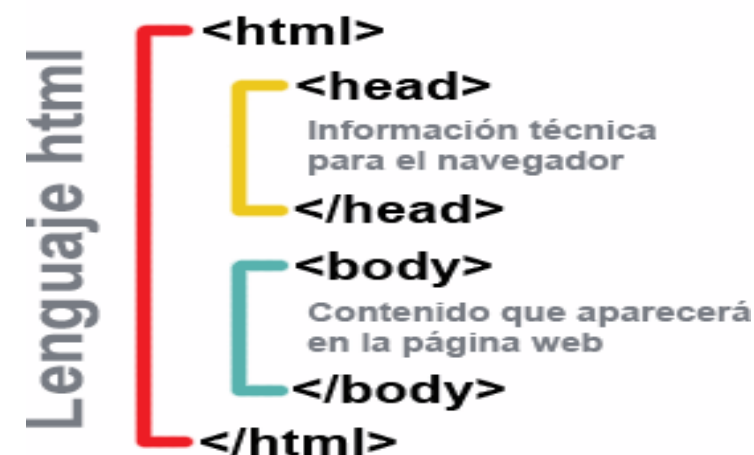 Lenguaje html
<html>
<head>
Información técnica
para el navegador
</head>
<body>
Contenido que aparecerá
en la página web
</body>
</html>